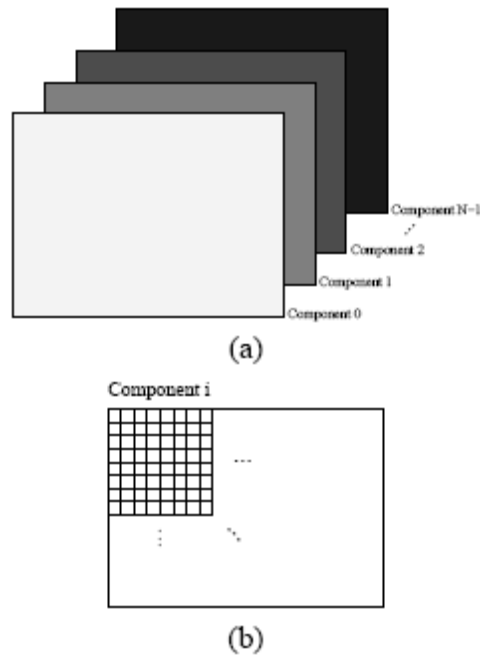 Component N-1
⋰
Component 2
Component 1
Component 0
(a)
Component i
...
⋮ ⋱
(b)